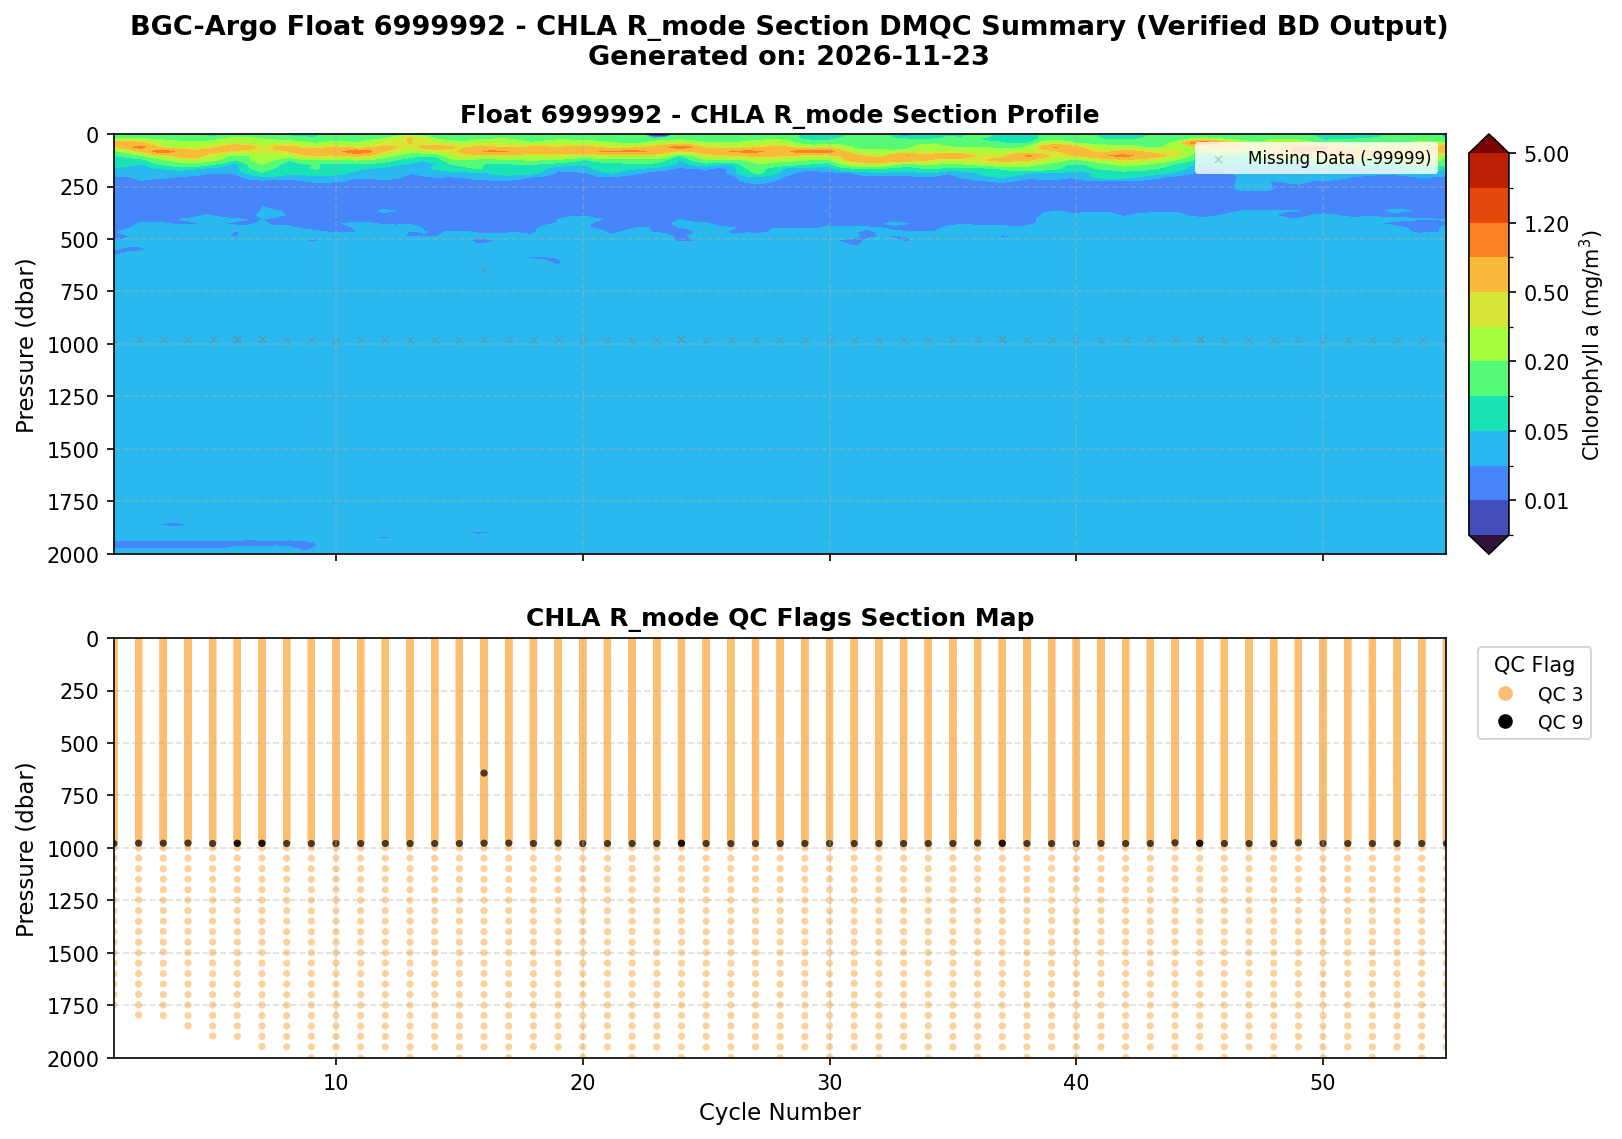 BGC-Argo Float 6999992 - CHLA R_mode Section DMQC Summary (Verified BD Output)
Generated on: 2026-11-23
Float 6999992 - CHLA R_mode Section Profile
Pressure (dbar)
0
250
500
750
1000
1250
1500
1750
2000
Missing Data (-99999)
5.00
1.20
0.50
0.20
0.05
0.01
Chlorophyll a (mg/m³)
CHLA R_mode QC Flags Section Map
Pressure (dbar)
0
250
500
750
1000
1250
1500
1750
2000
10
20
30
40
50
Cycle Number
QC Flag
QC 3
QC 9